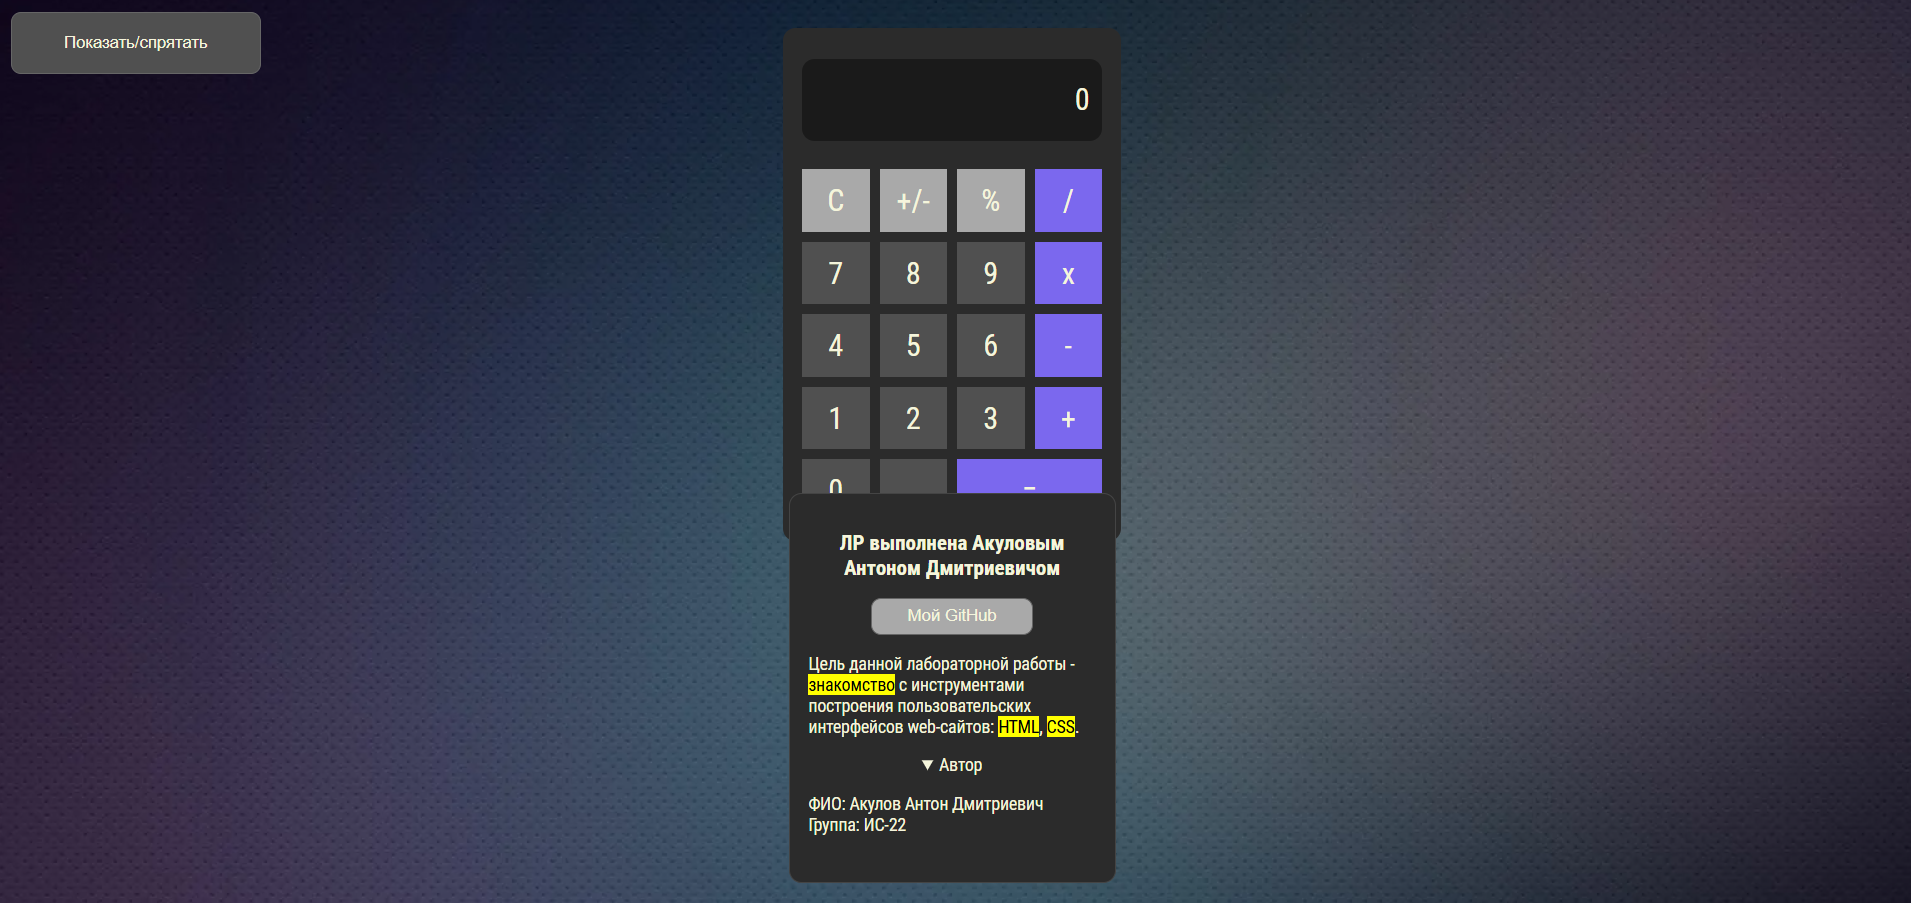 Показать/спрятать
0
C +/- % /
7 8 9 x
4 5 6 -
1 2 3 +
0 =
ЛР выполнена Акуловым
Антоном Дмитриевичом
Мой GitHub
Цель данной лабораторной работы -
знакомство с инструментами
построения пользовательских
интерфейсов web-сайтов: HTML, CSS.
▼ Автор
ФИО: Акулов Антон Дмитриевич
Группа: ИС-22